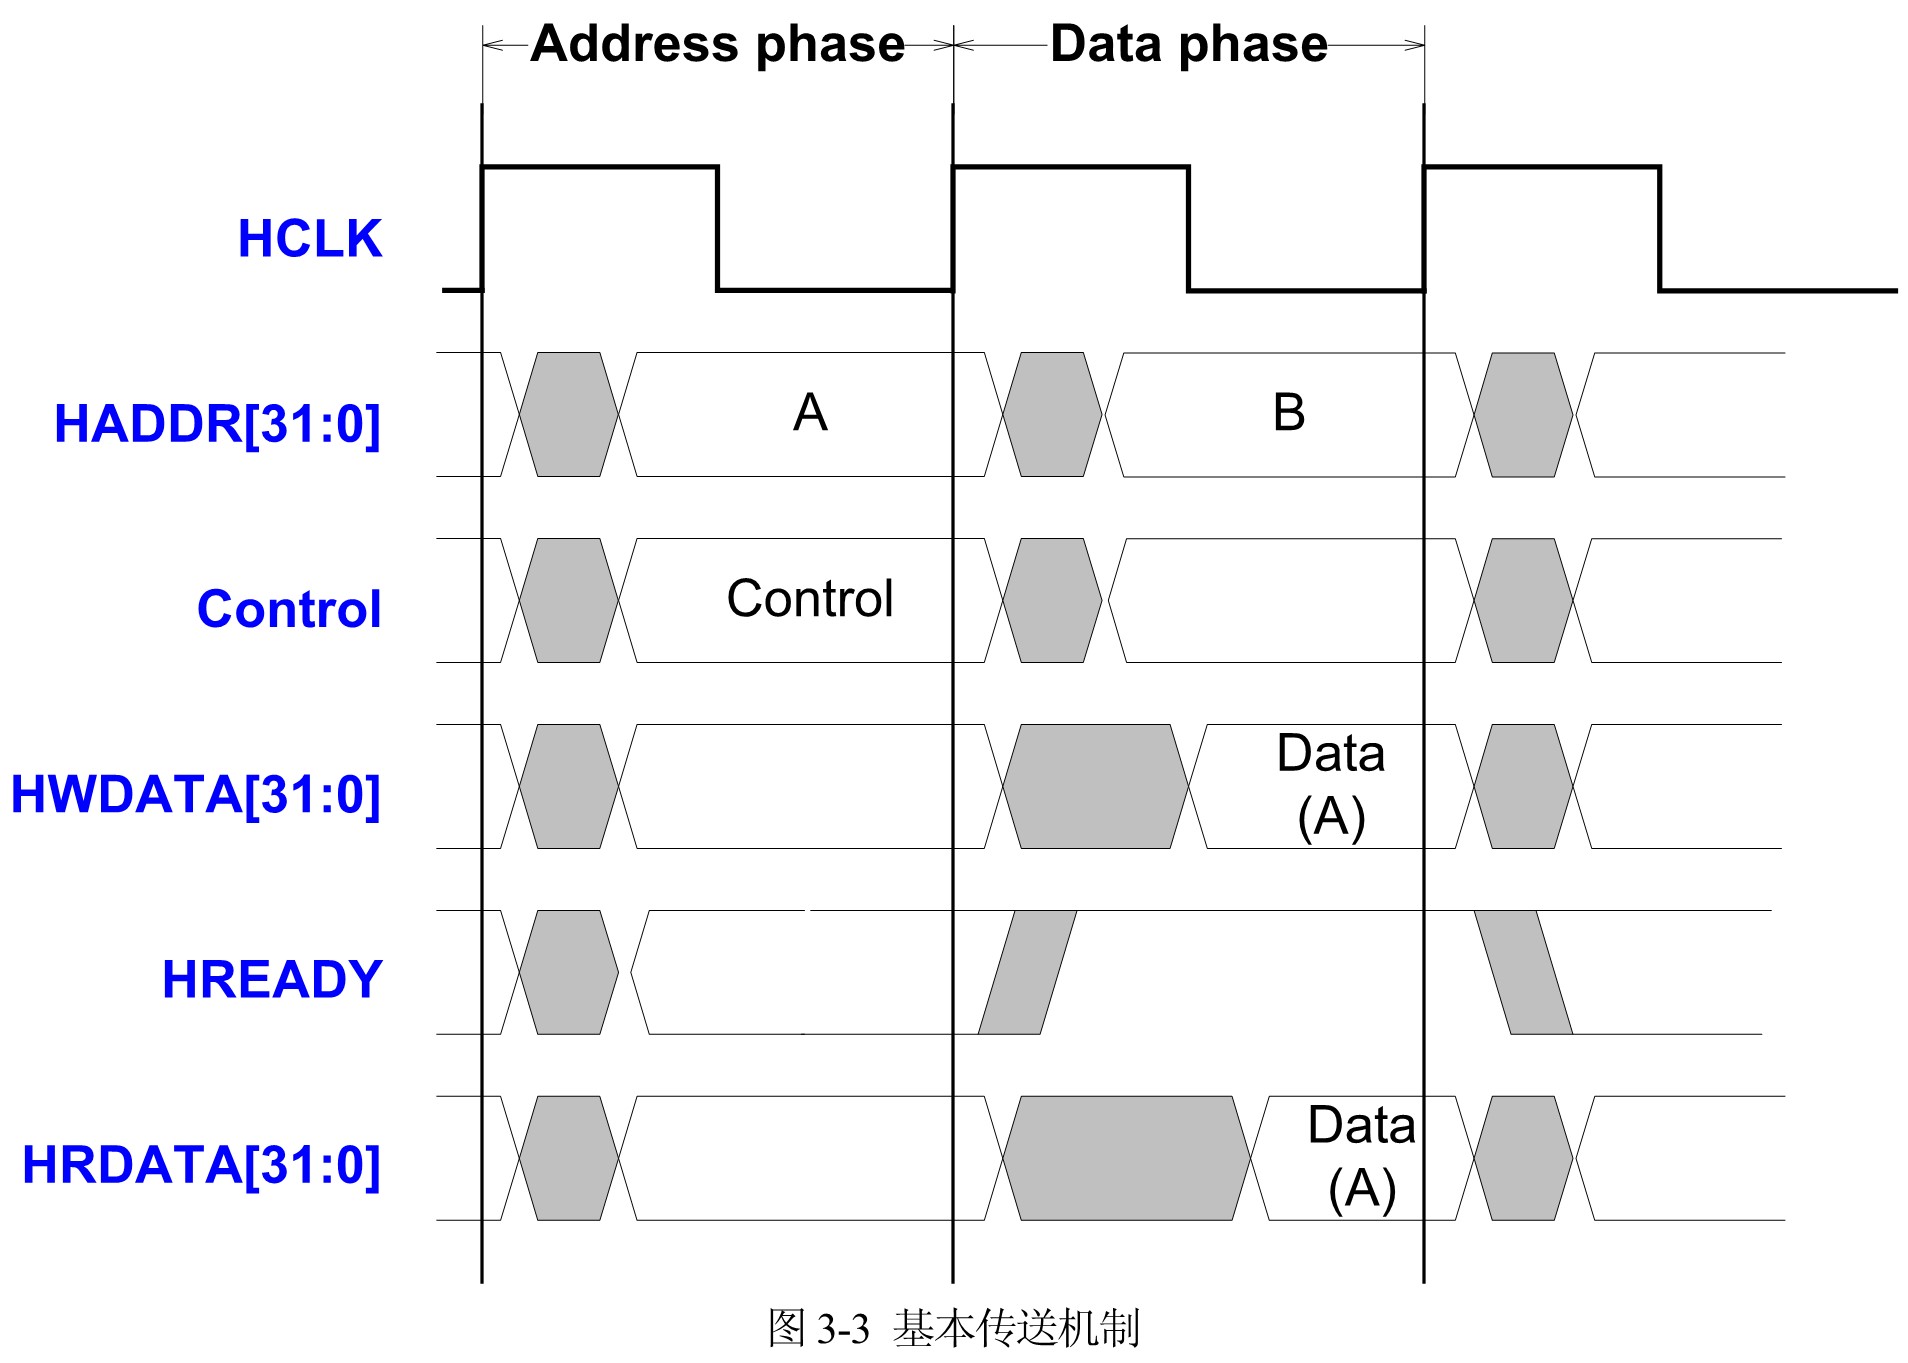 Address phase
Data phase
HCLK
HADDR[31:0]
A
B
Control
Control
HWDATA[31:0]
Data
(A)
HREADY
HRDATA[31:0]
Data
(A)
图 3-3 基本传送机制